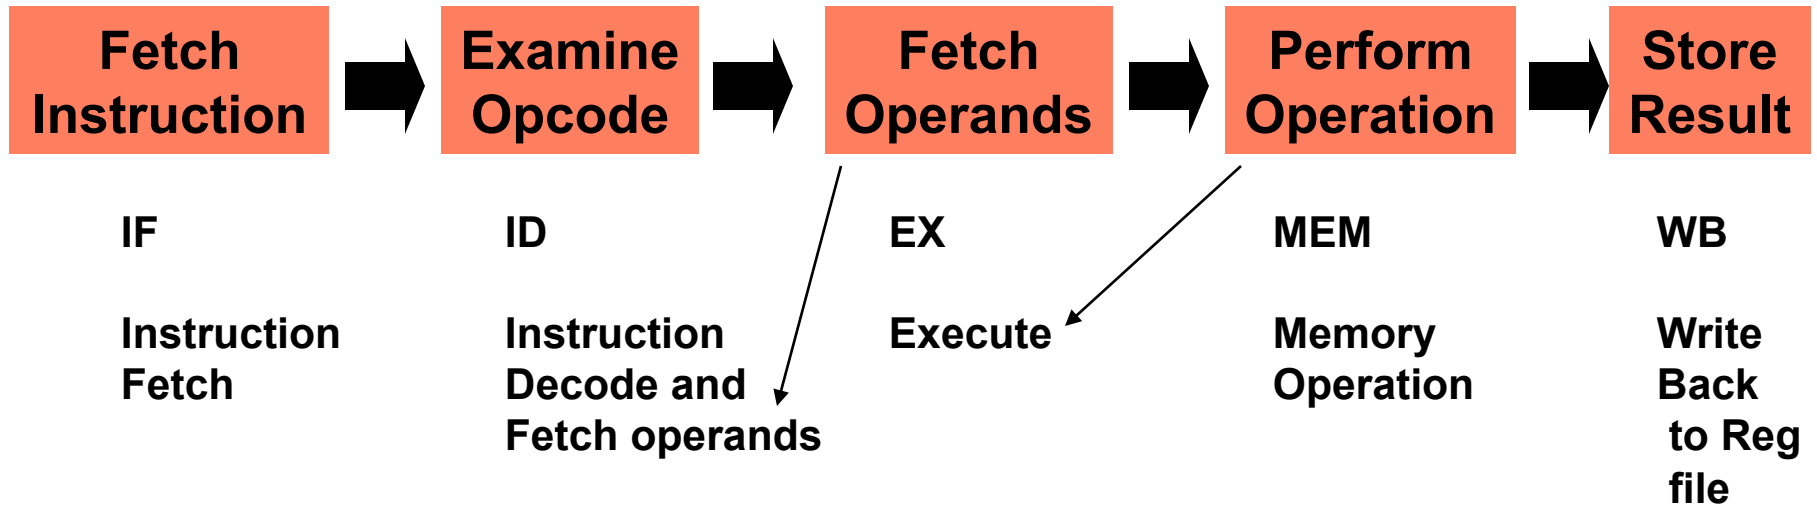 Fetch
Instruction
Examine
Opcode
Fetch
Operands
Perform
Operation
Store
Result
IF
ID
EX
MEM
WB
Instruction
Fetch
Instruction
Decode and
Fetch operands
Execute
Memory
Operation
Write
Back
to Reg
file